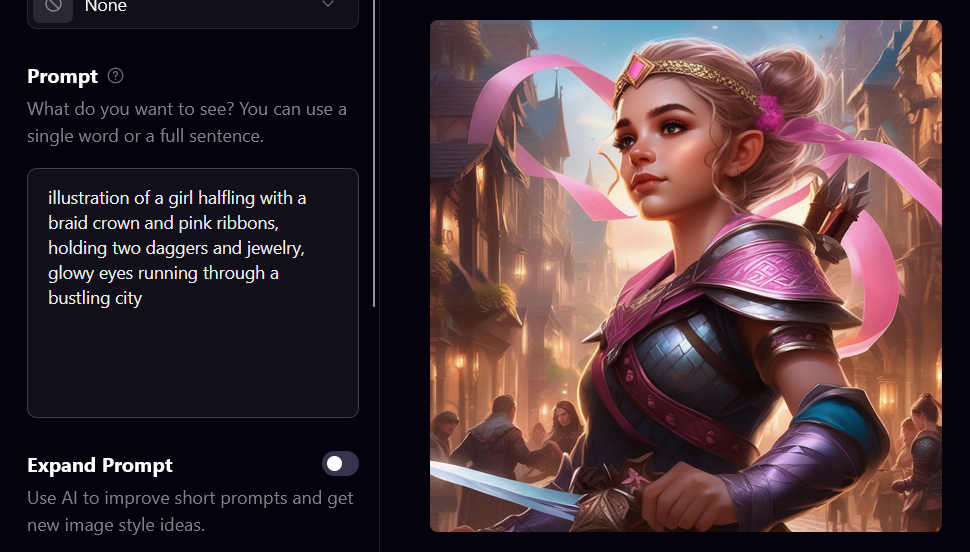 None
Prompt
What do you want to see? You can use a
single word or a full sentence.
illustration of a girl halfling with a
braid crown and pink ribbons,
holding two daggers and jewelry,
glowy eyes running through a
bustling city
Expand Prompt
Use AI to improve short prompts and get
new image style ideas.